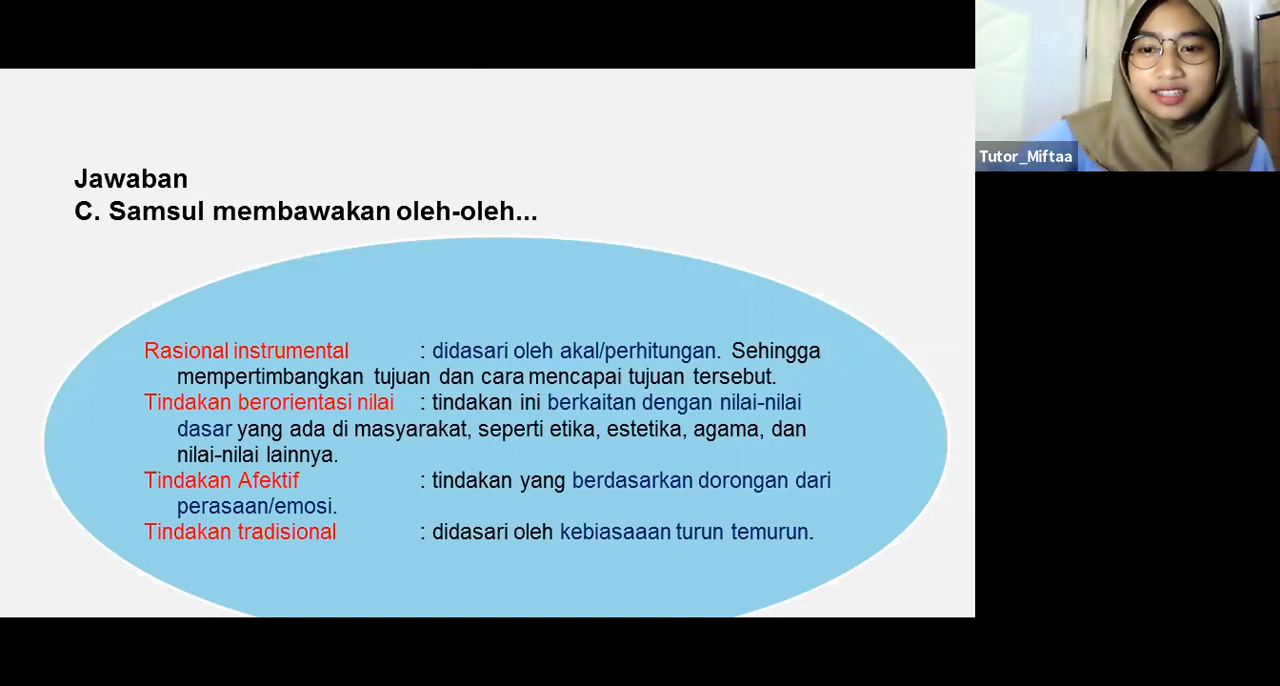 Jawaban
C. Samsul membawakan oleh-oleh...
Rasional instrumental : didasari oleh akal/perhitungan. Sehingga
mempertimbangkan tujuan dan cara mencapai tujuan tersebut.
Tindakan berorientasi nilai : tindakan ini berkaitan dengan nilai-nilai
dasar yang ada di masyarakat, seperti etika, estetika, agama, dan
nilai-nilai lainnya.
Tindakan Afektif : tindakan yang berdasarkan dorongan dari
perasaan/emosi.
Tindakan tradisional : didasari oleh kebiasaaan turun temurun.
Tutor_Miftaa